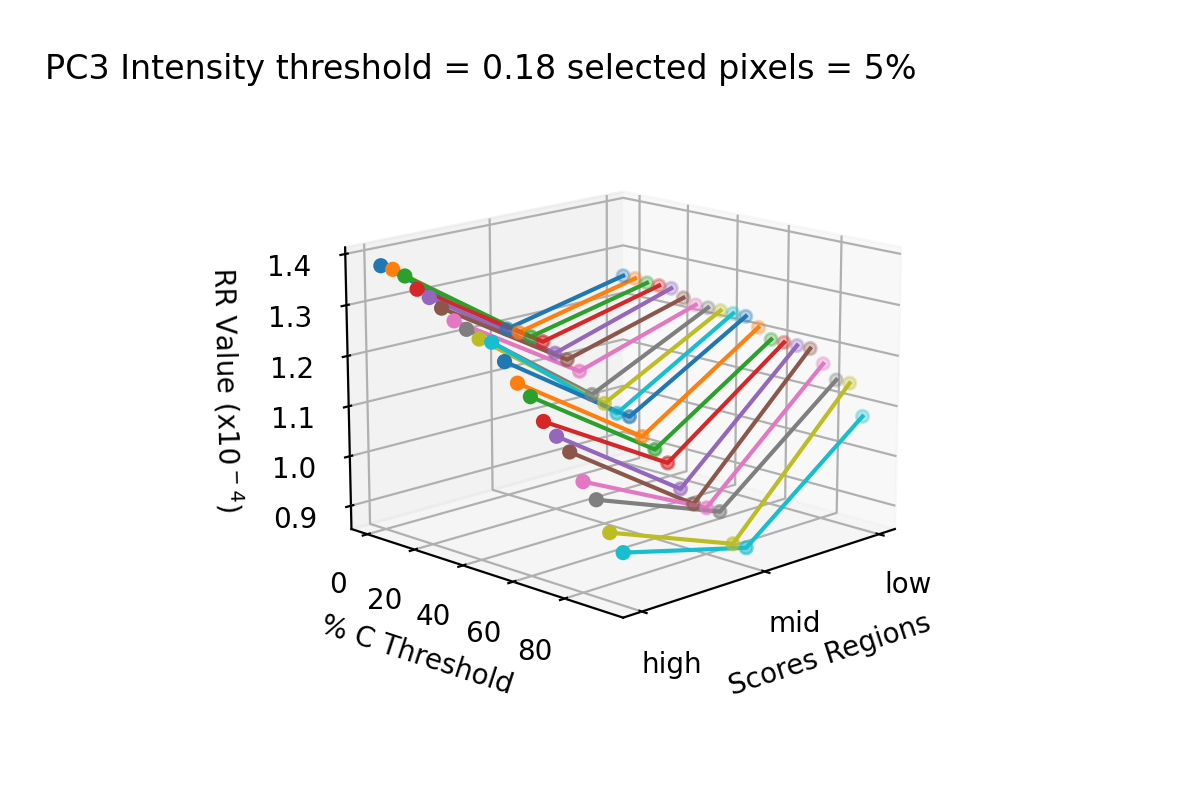 PC3 Intensity threshold = 0.18 selected pixels = 5%
1.4
1.3
1.2
1.1
1.0
0.9
RR Value (x10⁻⁴)
0
20
40
60
80
% C Threshold
high
mid
low
Scores Regions